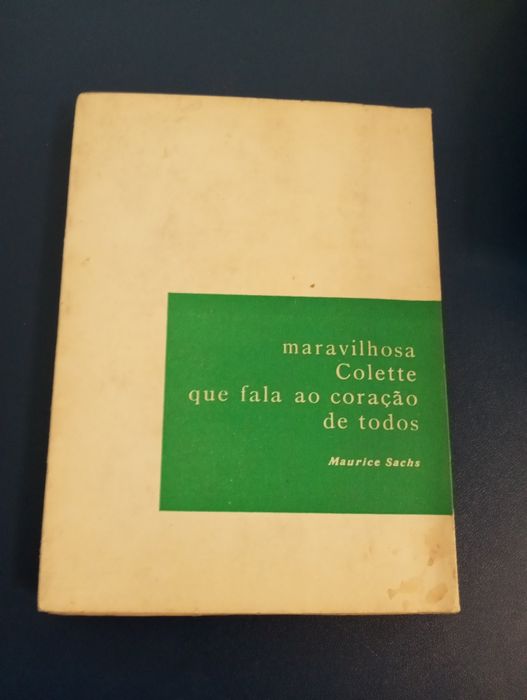 maravilhosa
Colette
que fala ao coração
de todos
Maurice Sachs